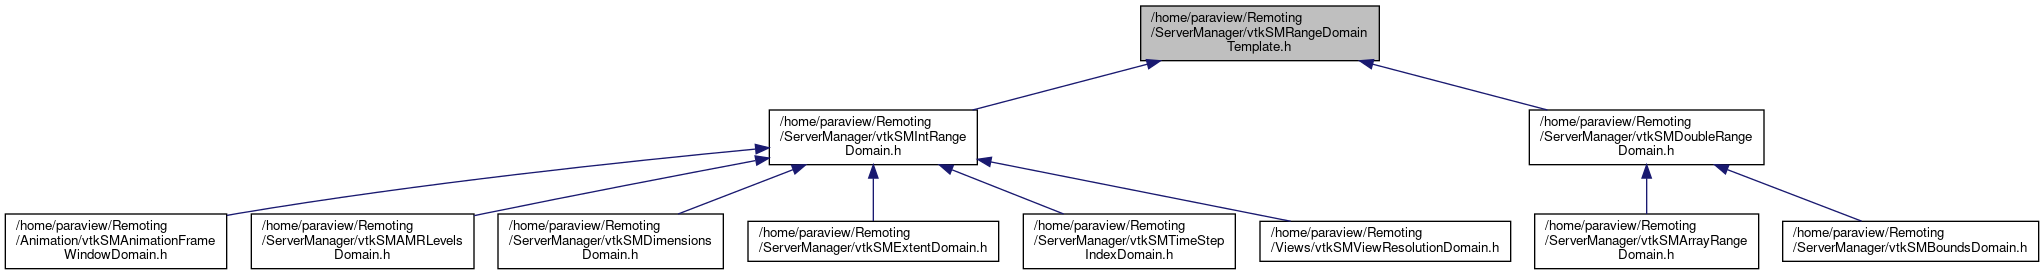 /home/paraview/Remoting
/ServerManager/vtkSMRangeDomain
Template.h
/home/paraview/Remoting
/ServerManager/vtkSMIntRange
Domain.h
/home/paraview/Remoting
/ServerManager/vtkSMDoubleRange
Domain.h
/home/paraview/Remoting
/Animation/vtkSMAnimationFrame
WindowDomain.h
/home/paraview/Remoting
/ServerManager/vtkSMAMRLevels
Domain.h
/home/paraview/Remoting
/ServerManager/vtkSMDimensions
Domain.h
/home/paraview/Remoting
/ServerManager/vtkSMExtentDomain.h
/home/paraview/Remoting
/ServerManager/vtkSMTimeStep
IndexDomain.h
/home/paraview/Remoting
/Views/vtkSMViewResolutionDomain.h
/home/paraview/Remoting
/ServerManager/vtkSMArrayRange
Domain.h
/home/paraview/Remoting
/ServerManager/vtkSMBoundsDomain.h